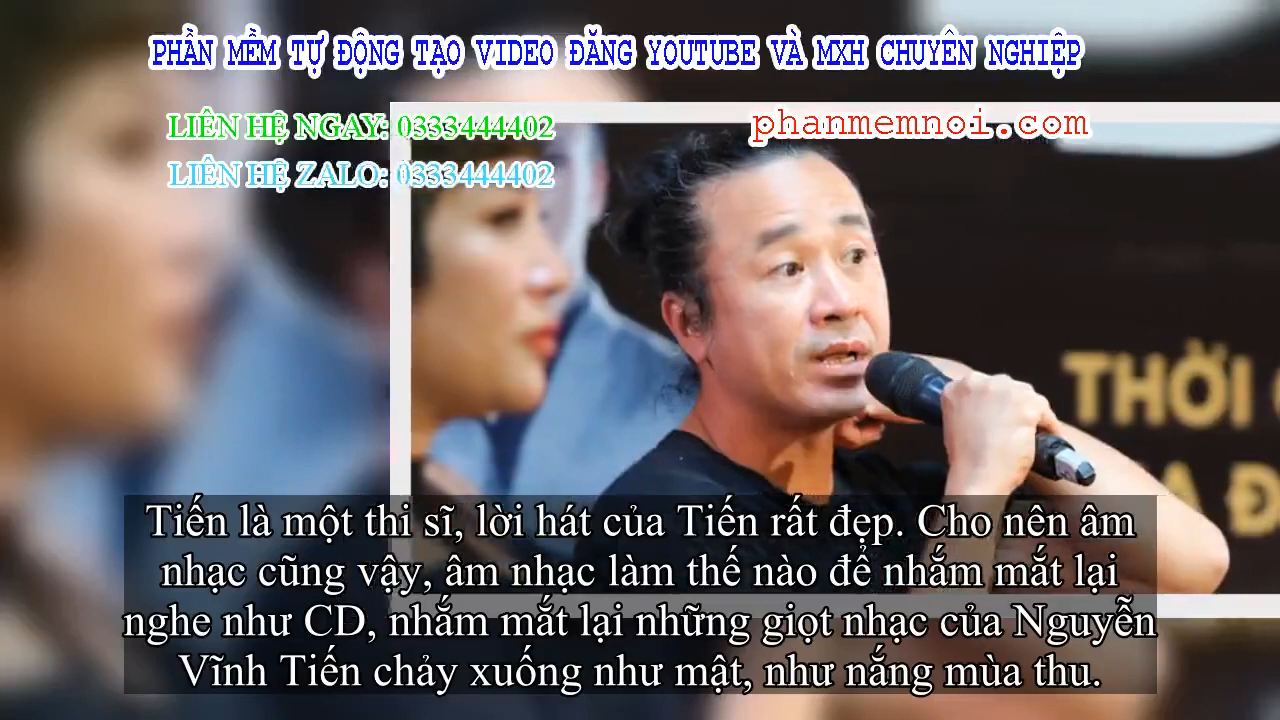 PHẦN MỀM TỰ ĐỘNG TẠO VIDEO ĐĂNG YOUTUBE VÀ MXH CHUYÊN NGHIỆP
LIÊN HỆ NGAY: 0333444402
phanmemnoi.com
LIÊN HỆ ZALO: 0333444402
THỜI
Đ
Tiến là một thi sĩ, lời hát của Tiến rất đẹp. Cho nên âm
nhạc cũng vậy, âm nhạc làm thế nào để nhắm mắt lại
nghe như CD, nhắm mắt lại những giọt nhạc của Nguyễn
Vĩnh Tiến chảy xuống như mật, như nắng mùa thu.